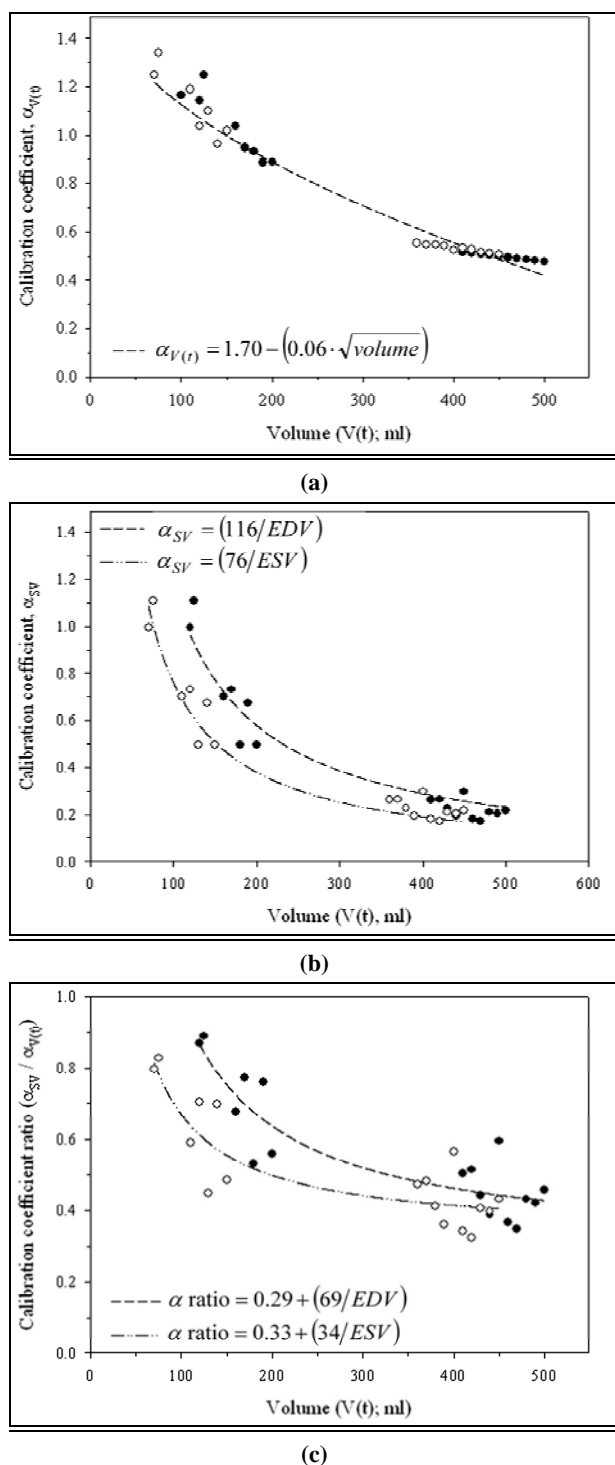 1.4
1.2
1.0
0.8
0.6
0.4
0.2
0.0
Calibration coefficient, αV(t)
αV(t) = 1.70 − (0.06 · √volume)
0 100 200 300 400 500
Volume (V(t); ml)
(a)
αSV = (116/EDV)
αSV = (76/ESV)
1.4
1.2
1.0
0.8
0.6
0.4
0.2
0.0
Calibration coefficient, αSV
0 100 200 300 400 500 600
Volume (V(t), ml)
(b)
1.0
0.8
0.6
0.4
0.2
0.0
Calibration coefficient ratio (αSV / αV(t))
α ratio = 0.29 + (69/EDV)
α ratio = 0.33 + (34/ESV)
0 100 200 300 400 500
Volume (V(t); ml)
(c)